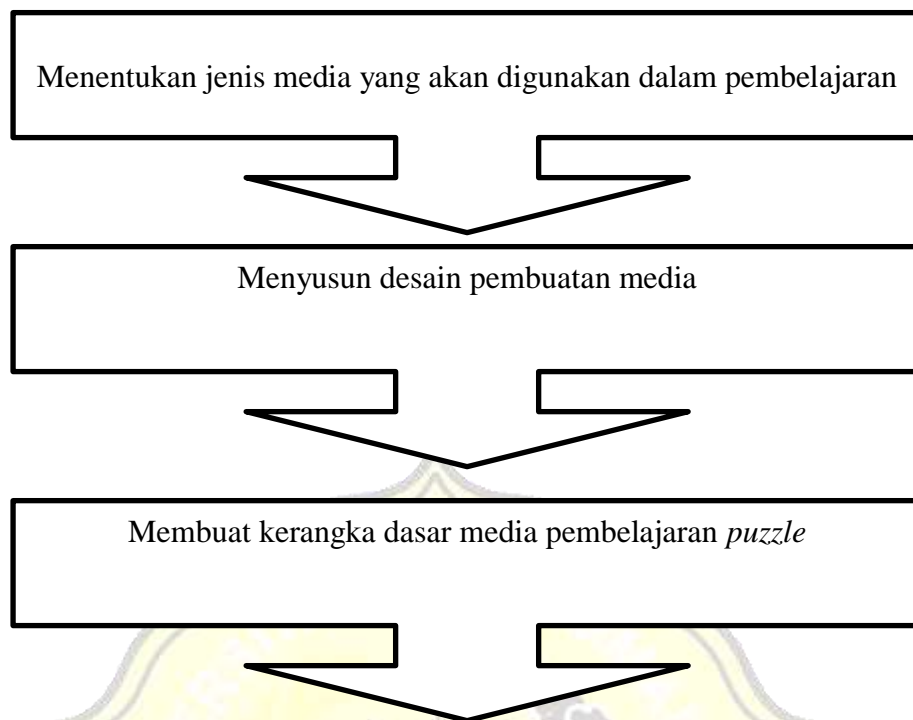 Menentukan jenis media yang akan digunakan dalam pembelajaran
Menyusun desain pembuatan media
Membuat kerangka dasar media pembelajaran puzzle